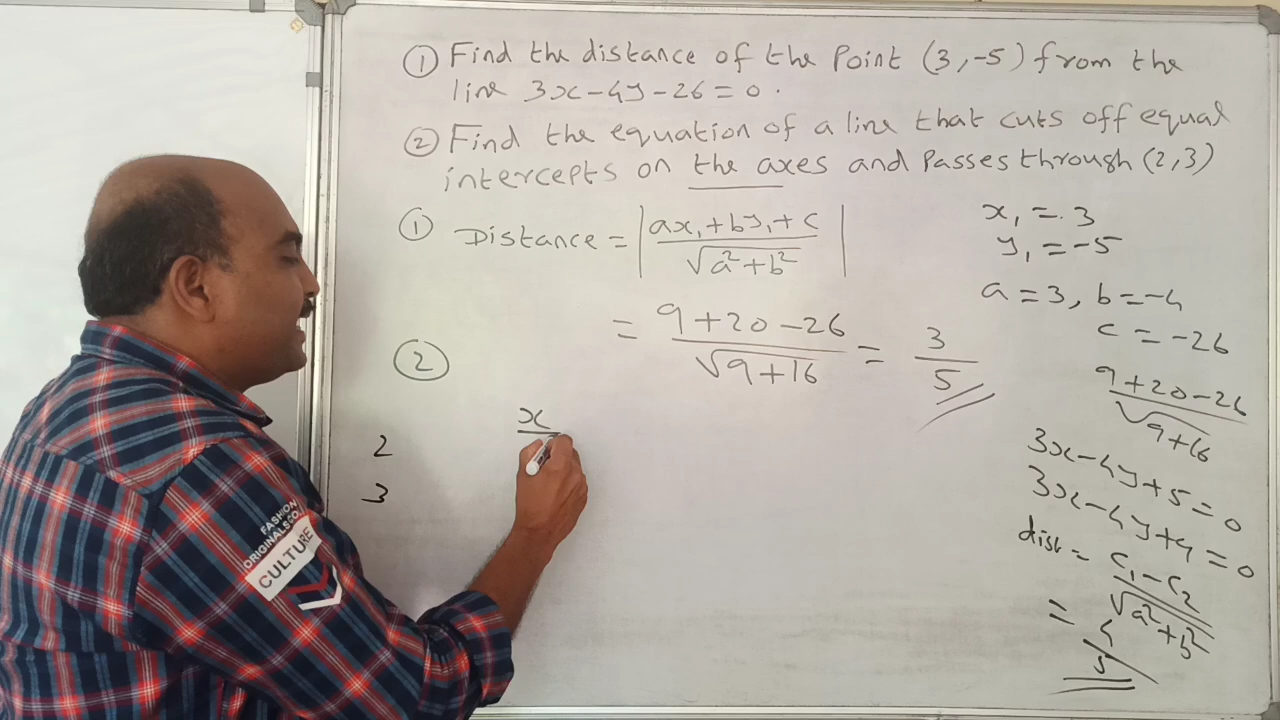 ① Find the distance of the Point (3,-5) from the
line 3x-4y-26=0.
② Find the equation of a line that cuts off equal
intercepts on the axes and Passes through (2,3)
① Distance = |ax₁+by₁+c / √a²+b²|
= 9+20-26 / √9+16 = 3/5
②
x
2
3
x₁ = 3
y₁ = -5
a=3, b=-4
c = -26
9+20-26 / √9+16
3x-4y+5=0
3x-4y+9=0
dist = c₁-c₂ / √a²+b²
= 4/5
FASHION
ORIGINALS CO.
CULTURE